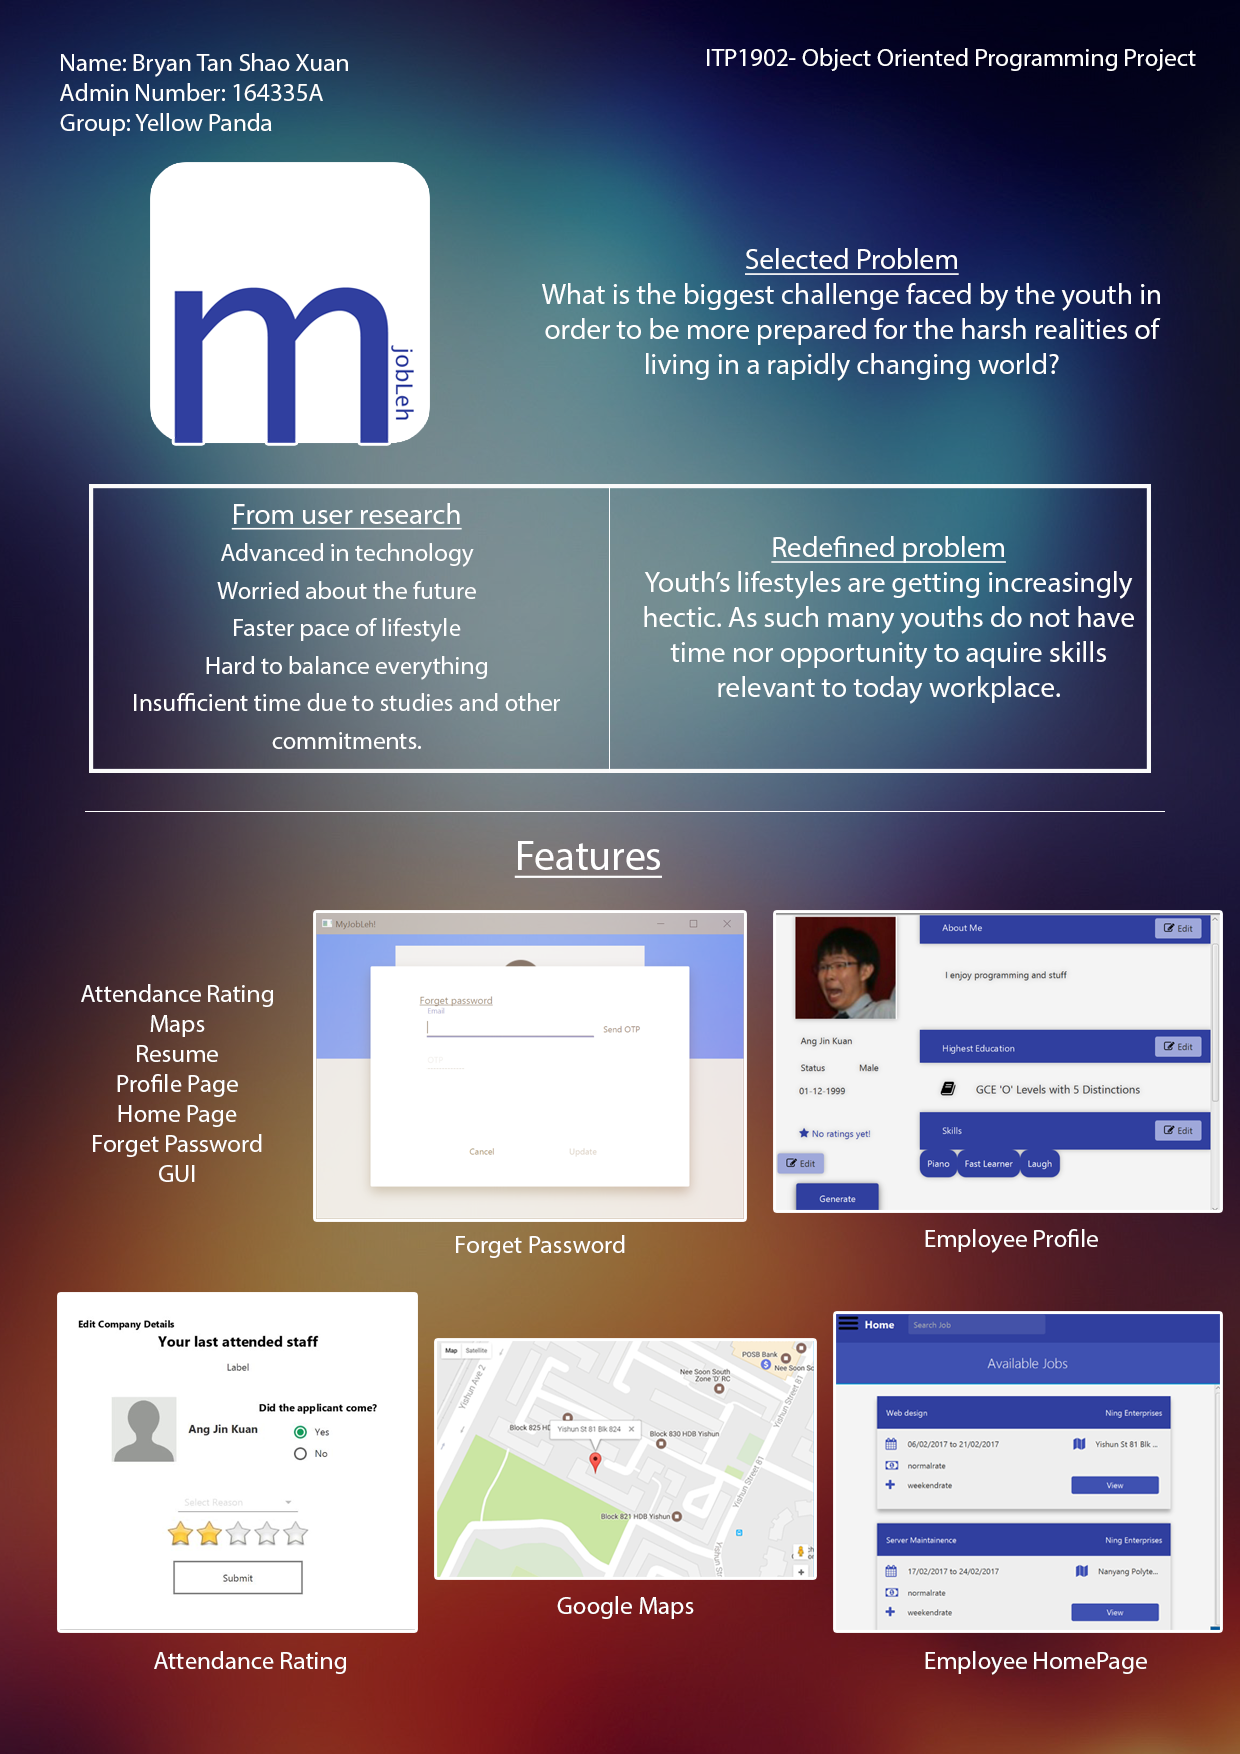 Name: Bryan Tan Shao Xuan
Admin Number: 164335A
Group: Yellow Panda
ITP1902- Object Oriented Programming Project
m
jobLeh
Selected Problem
What is the biggest challenge faced by the youth in
order to be more prepared for the harsh realities of
living in a rapidly changing world?
From user research
Advanced in technology
Worried about the future
Faster pace of lifestyle
Hard to balance everything
Insufficient time due to studies and other
commitments.
Redefined problem
Youth's lifestyles are getting increasingly
hectic. As such many youths do not have
time nor opportunity to aquire skills
relevant to today workplace.
Features
Attendance Rating
Maps
Resume
Profile Page
Home Page
Forget Password
GUI
MyJobLeh!
Forget password
Email
Send OTP
OTP
Cancel
Update
Forget Password
About Me
Edit
I enjoy programming and stuff
Ang Jin Kuan
Status
Male
01-12-1999
No ratings yet!
Edit
Generate
Highest Education
Edit
GCE 'O' Levels with 5 Distinctions
Skills
Edit
Piano
Fast Learner
Laugh
Employee Profile
Edit Company Details
Your last attended staff
Label
Did the applicant come?
Ang Jin Kuan
Yes
No
Select Reason
Submit
Attendance Rating
Map
Satellite
POSB Bank
Nee Soon South
Zone 'D' RC
Nee Soon Sc
Yishun Ave 2
Yishun Street 81
Block 825 HD
Yishun St 81 Blk 824
Block 830 HDB Yishun
Yishun Street 81
Block 821 HDB Yishun
Yishun St
Google Maps
Home
Search Job
Available Jobs
Web design
Ning Enterprises
06/02/2017 to 21/02/2017
Yishun St 81 Blk ...
normalrate
weekendrate
View
Server Maintainence
Ning Enterprises
17/02/2017 to 24/02/2017
Nanyang Polyte...
normalrate
weekendrate
View
Employee HomePage